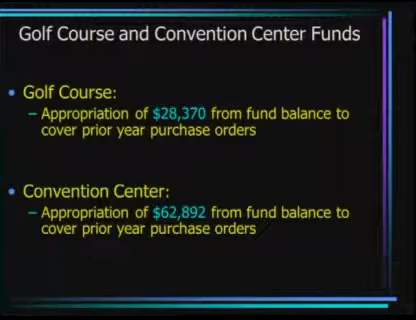 Golf Course and Convention Center Funds
• Golf Course:
– Appropriation of $28,370 from fund balance to
cover prior year purchase orders
• Convention Center:
– Appropriation of $62,892 from fund balance to
cover prior year purchase orders